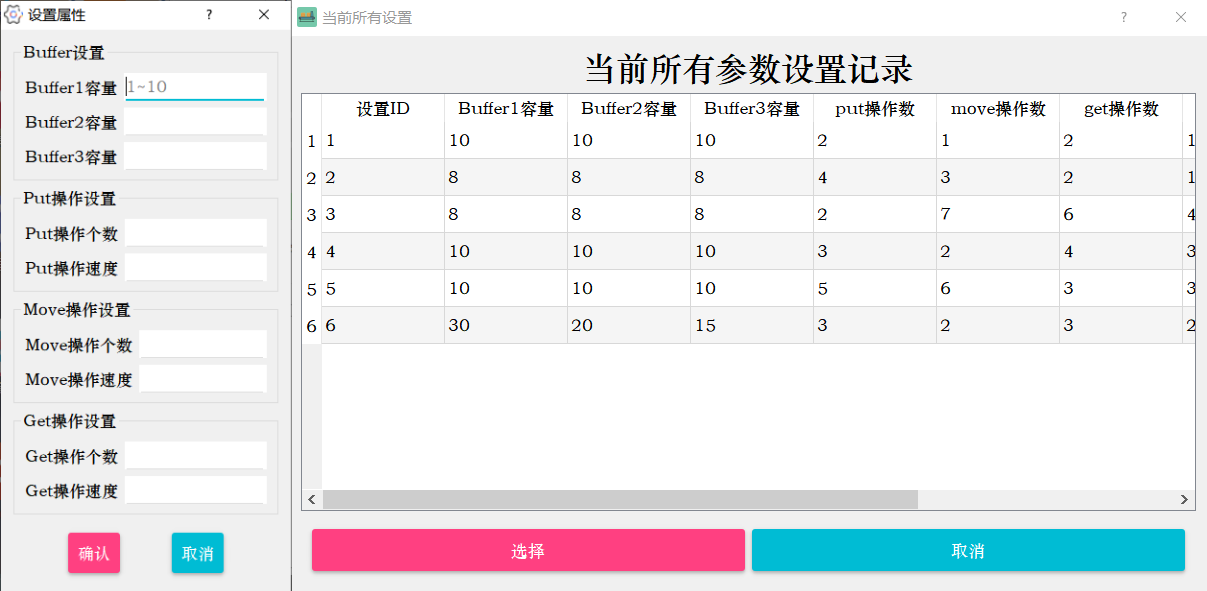 设置属性
Buffer设置
Buffer1容量 1~10
Buffer2容量
Buffer3容量
Put操作设置
Put操作个数
Put操作速度
Move操作设置
Move操作个数
Move操作速度
Get操作设置
Get操作个数
Get操作速度
确认 取消
当前所有设置
当前所有参数设置记录
设置ID Buffer1容量 Buffer2容量 Buffer3容量 put操作数 move操作数 get操作数
1 1 10 10 10 2 1 2 1
2 2 8 8 8 4 3 2 1
3 3 8 8 8 2 7 6 4
4 4 10 10 10 3 2 4 3
5 5 10 10 10 5 6 3 3
6 6 30 20 15 3 2 3 2
选择 取消